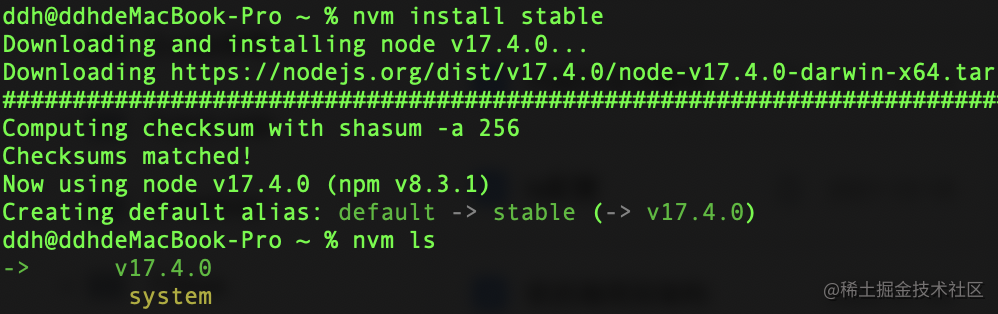 ddh@ddhdeMacBook-Pro ~ % nvm install stable
Downloading and installing node v17.4.0...
Downloading https://nodejs.org/dist/v17.4.0/node-v17.4.0-darwin-x64.tar
################################################################################
Computing checksum with shasum -a 256
Checksums matched!
Now using node v17.4.0 (npm v8.3.1)
Creating default alias: default -> stable (-> v17.4.0)
ddh@ddhdeMacBook-Pro ~ % nvm ls
->      v17.4.0
         system
@稀土掘金技术社区